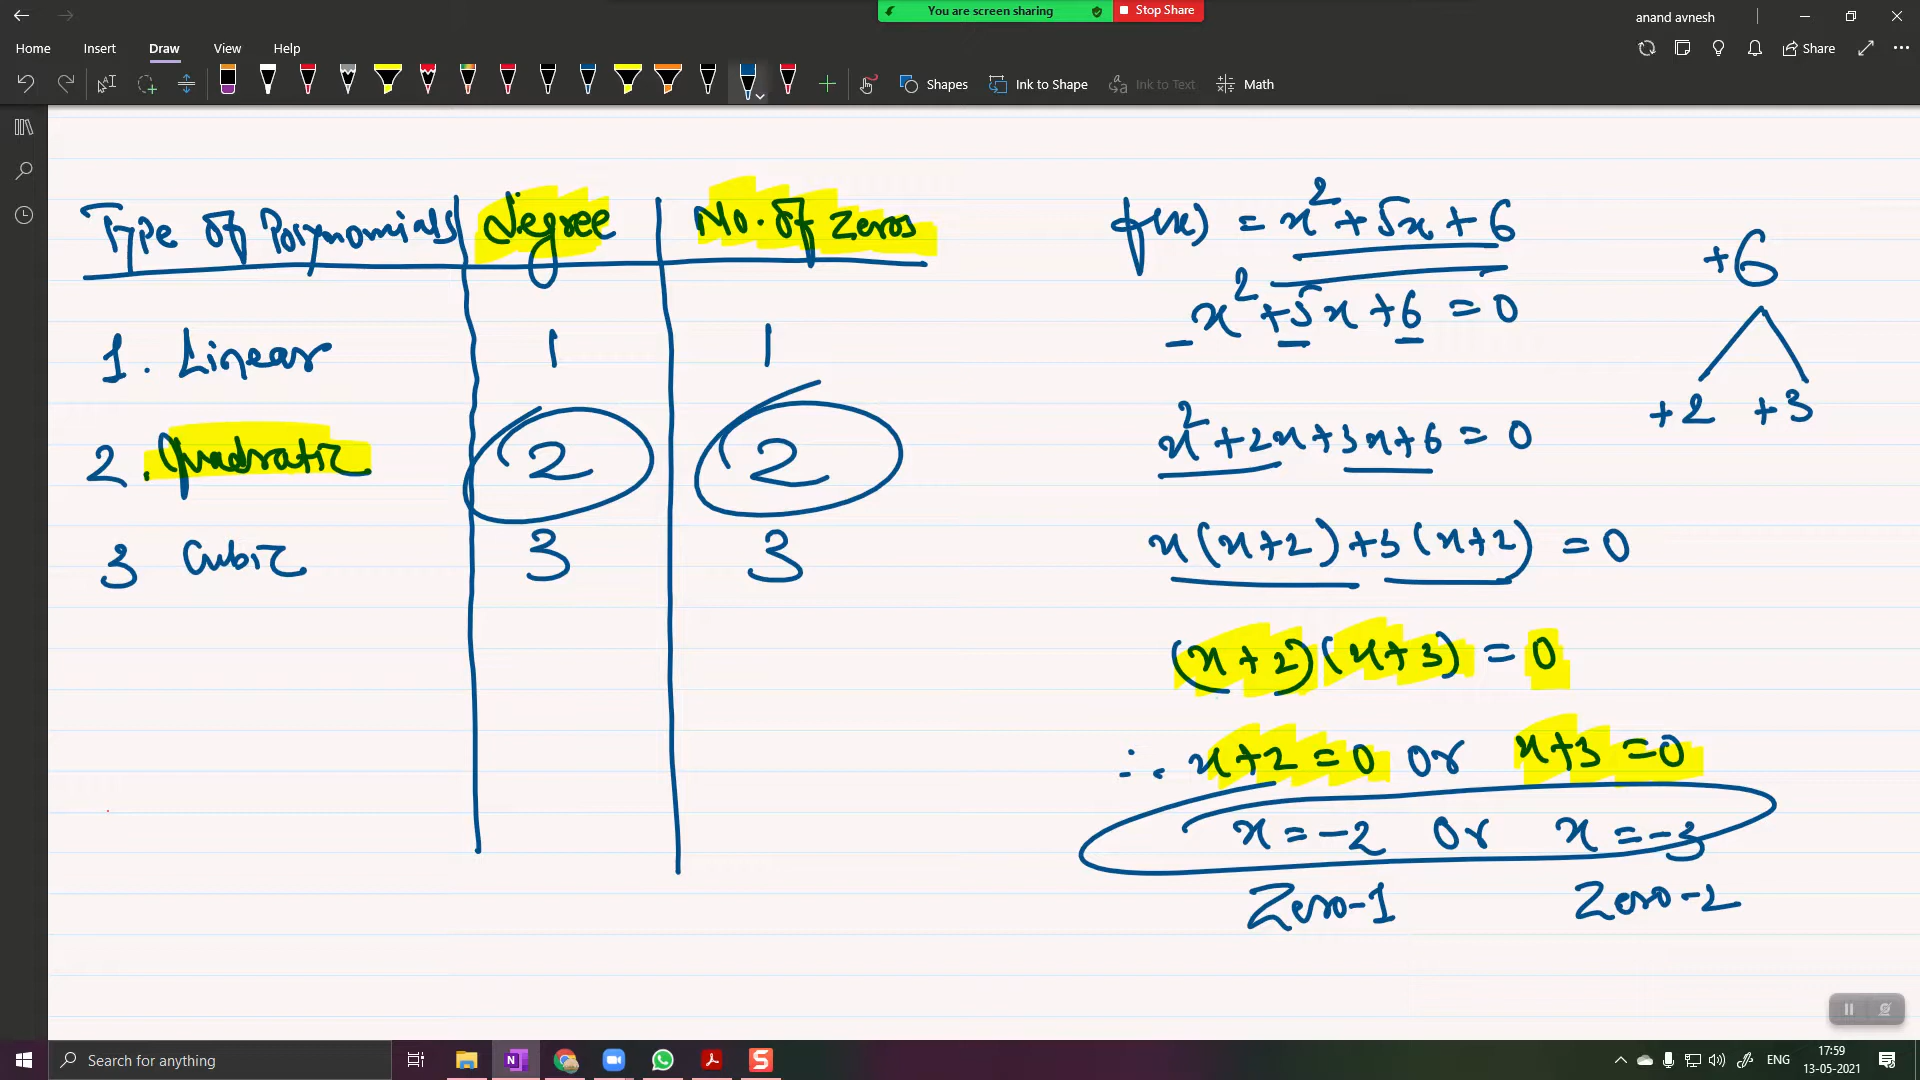 You are screen sharing
Stop Share
anand avnesh
Home Insert Draw View Help
Share
Shapes Ink to Shape Ink to Text Math
Type of Polynomials Degree No. of Zeros
1. Linear 1 1
2. Quadratic 2 2
3 Cubic 3 3
f(x) = x² + 5x + 6
x² + 5x + 6 = 0
+6
+2 +3
x² + 2x + 3x + 6 = 0
x(x+2) + 3(x+2) = 0
(x+2)(x+3) = 0
∴ x+2 = 0 or x+3 = 0
x = -2 Or x = -3
Zero-1 Zero-2
Search for anything
ENG
17:59
13-05-2021